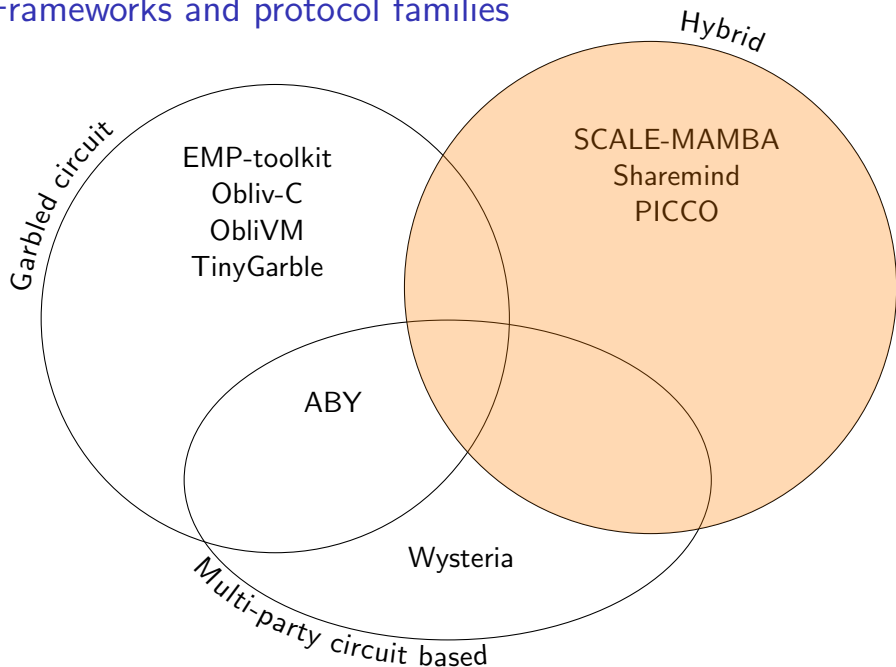 Frameworks and protocol families
Hybrid
Garbled circuit
EMP-toolkit
Obliv-C
ObliVM
TinyGarble
SCALE-MAMBA
Sharemind
PICCO
ABY
Wysteria
Multi-party circuit based